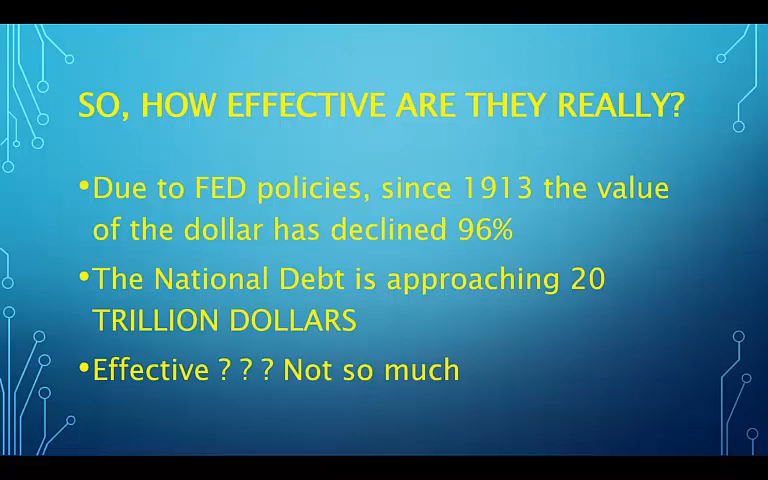 SO, HOW EFFECTIVE ARE THEY REALLY?
•Due to FED policies, since 1913 the value
of the dollar has declined 96%
•The National Debt is approaching 20
TRILLION DOLLARS
•Effective ? ? ? Not so much